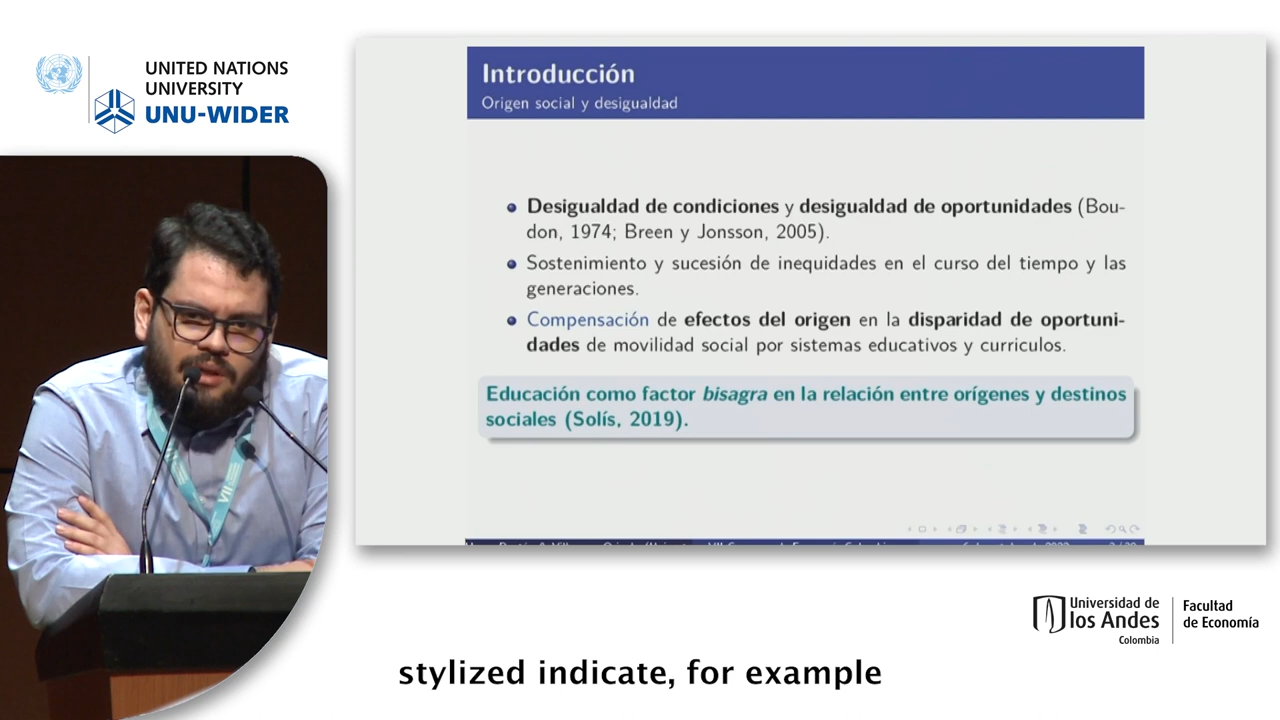 UNITED NATIONS
UNIVERSITY
UNU-WIDER
Introducción
Origen social y desigualdad
Desigualdad de condiciones y desigualdad de oportunidades (Bou-
don, 1974; Breen y Jonsson, 2005).
Sostenimiento y sucesión de inequidades en el curso del tiempo y las
generaciones.
Compensación de efectos del origen en la disparidad de oportuni-
dades de movilidad social por sistemas educativos y curriculos.
Educación como factor bisagra en la relación entre orígenes y destinos
sociales (Solís, 2019).
VII
Universidad de
los Andes
Colombia
Facultad
de Economía
stylized indicate, for example